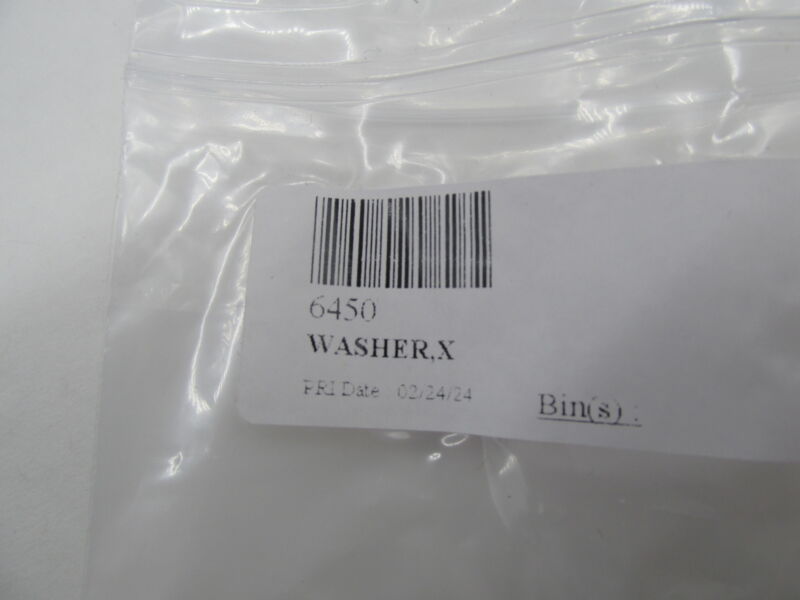 6450
WASHER,X
PRI Date 02/24/24
Bin(s) :